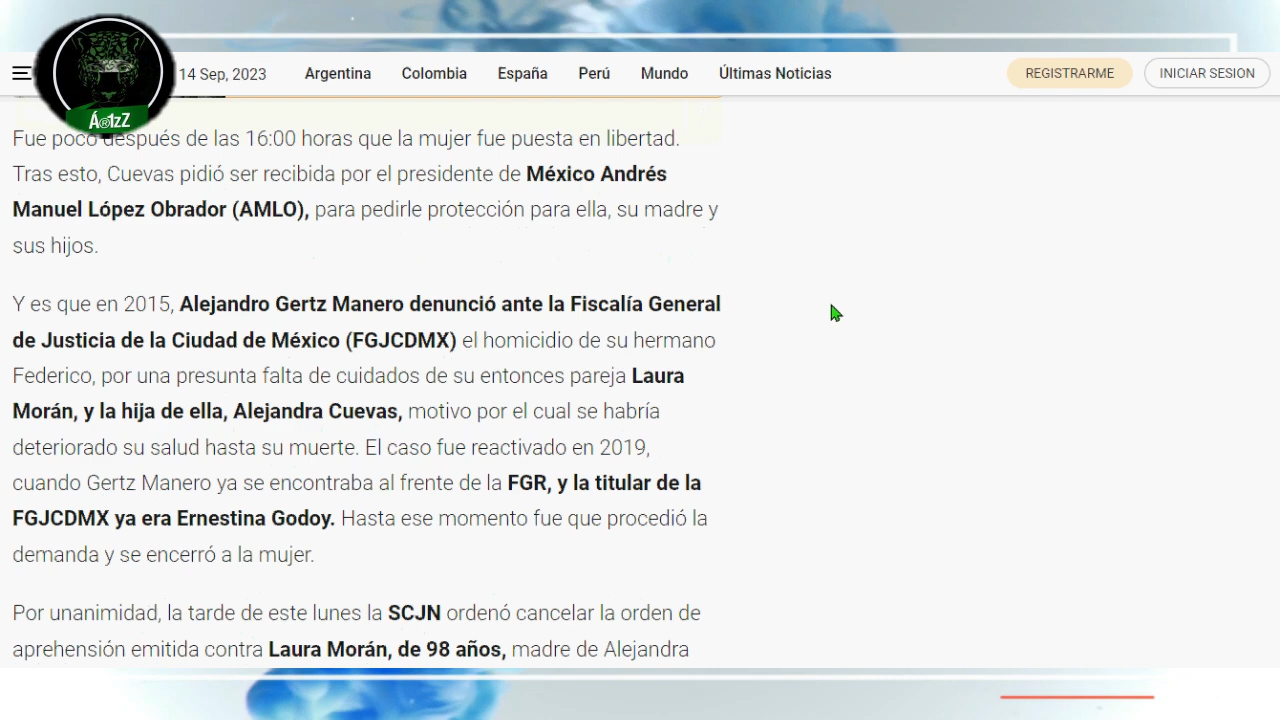 14 Sep, 2023 Argentina Colombia España Perú Mundo Últimas Noticias REGISTRARME INICIAR SESION
Á®1zZ
Fue poco después de las 16:00 horas que la mujer fue puesta en libertad.
Tras esto, Cuevas pidió ser recibida por el presidente de México Andrés
Manuel López Obrador (AMLO), para pedirle protección para ella, su madre y
sus hijos.
Y es que en 2015, Alejandro Gertz Manero denunció ante la Fiscalía General
de Justicia de la Ciudad de México (FGJCDMX) el homicidio de su hermano
Federico, por una presunta falta de cuidados de su entonces pareja Laura
Morán, y la hija de ella, Alejandra Cuevas, motivo por el cual se habría
deteriorado su salud hasta su muerte. El caso fue reactivado en 2019,
cuando Gertz Manero ya se encontraba al frente de la FGR, y la titular de la
FGJCDMX ya era Ernestina Godoy. Hasta ese momento fue que procedió la
demanda y se encerró a la mujer.
Por unanimidad, la tarde de este lunes la SCJN ordenó cancelar la orden de
aprehensión emitida contra Laura Morán, de 98 años, madre de Alejandra